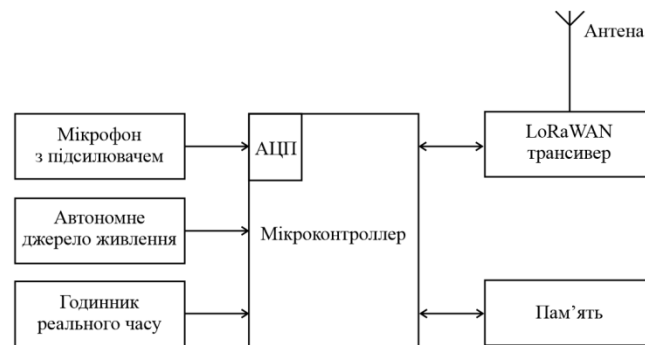 Антена
Мікрофон
з підсилювачем
АЦП
LoRaWAN
трансивер
Автономне
джерело живлення
Мікроконтроллер
Годинник
реального часу
Пам’ять